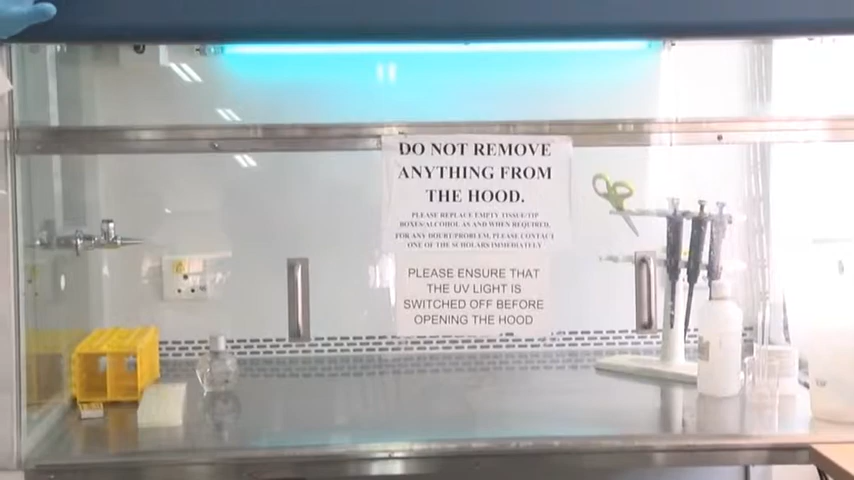 DO NOT REMOVE
ANYTHING FROM
THE HOOD.
PLEASE REPLACE EMPTY TISSUE/TIP
BOXES/ALCOHOL AS AND WHEN REQUIRED.
FOR ANY DOUBT/PROBLEM, PLEASE CONTACT
ONE OF THE SCHOLARS IMMEDIATELY
PLEASE ENSURE THAT
THE UV LIGHT IS
SWITCHED OFF BEFORE
OPENING THE HOOD